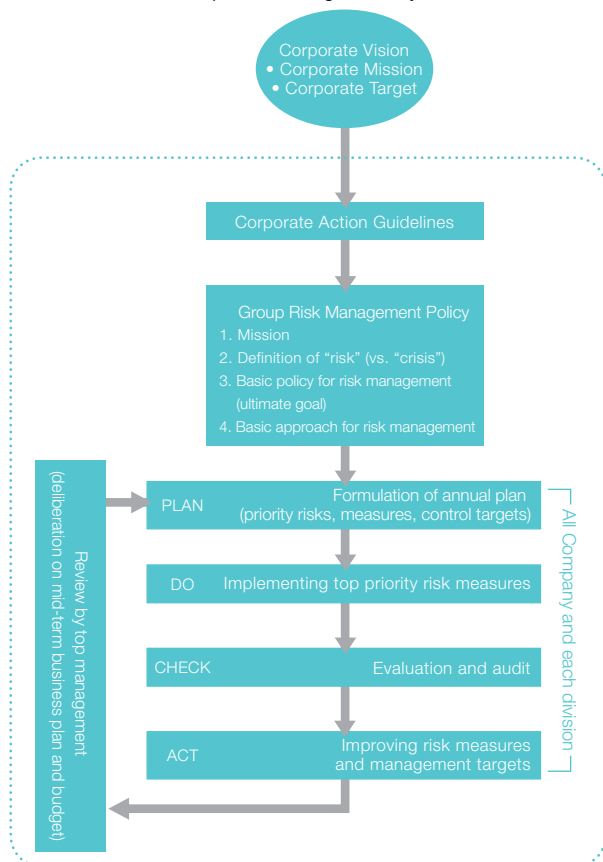 Corporate Vision
• Corporate Mission
• Corporate Target
Corporate Action Guidelines
Group Risk Management Policy
1. Mission
2. Definition of “risk” (vs. “crisis”)
3. Basic policy for risk management
(ultimate goal)
4. Basic approach for risk management
PLAN
Formulation of annual plan
(priority risks, measures, control targets)
DO
Implementing top priority risk measures
CHECK
Evaluation and audit
ACT
Improving risk measures
and management targets
Review by top management
(deliberation on mid-term business plan and budget)
All Company and each division